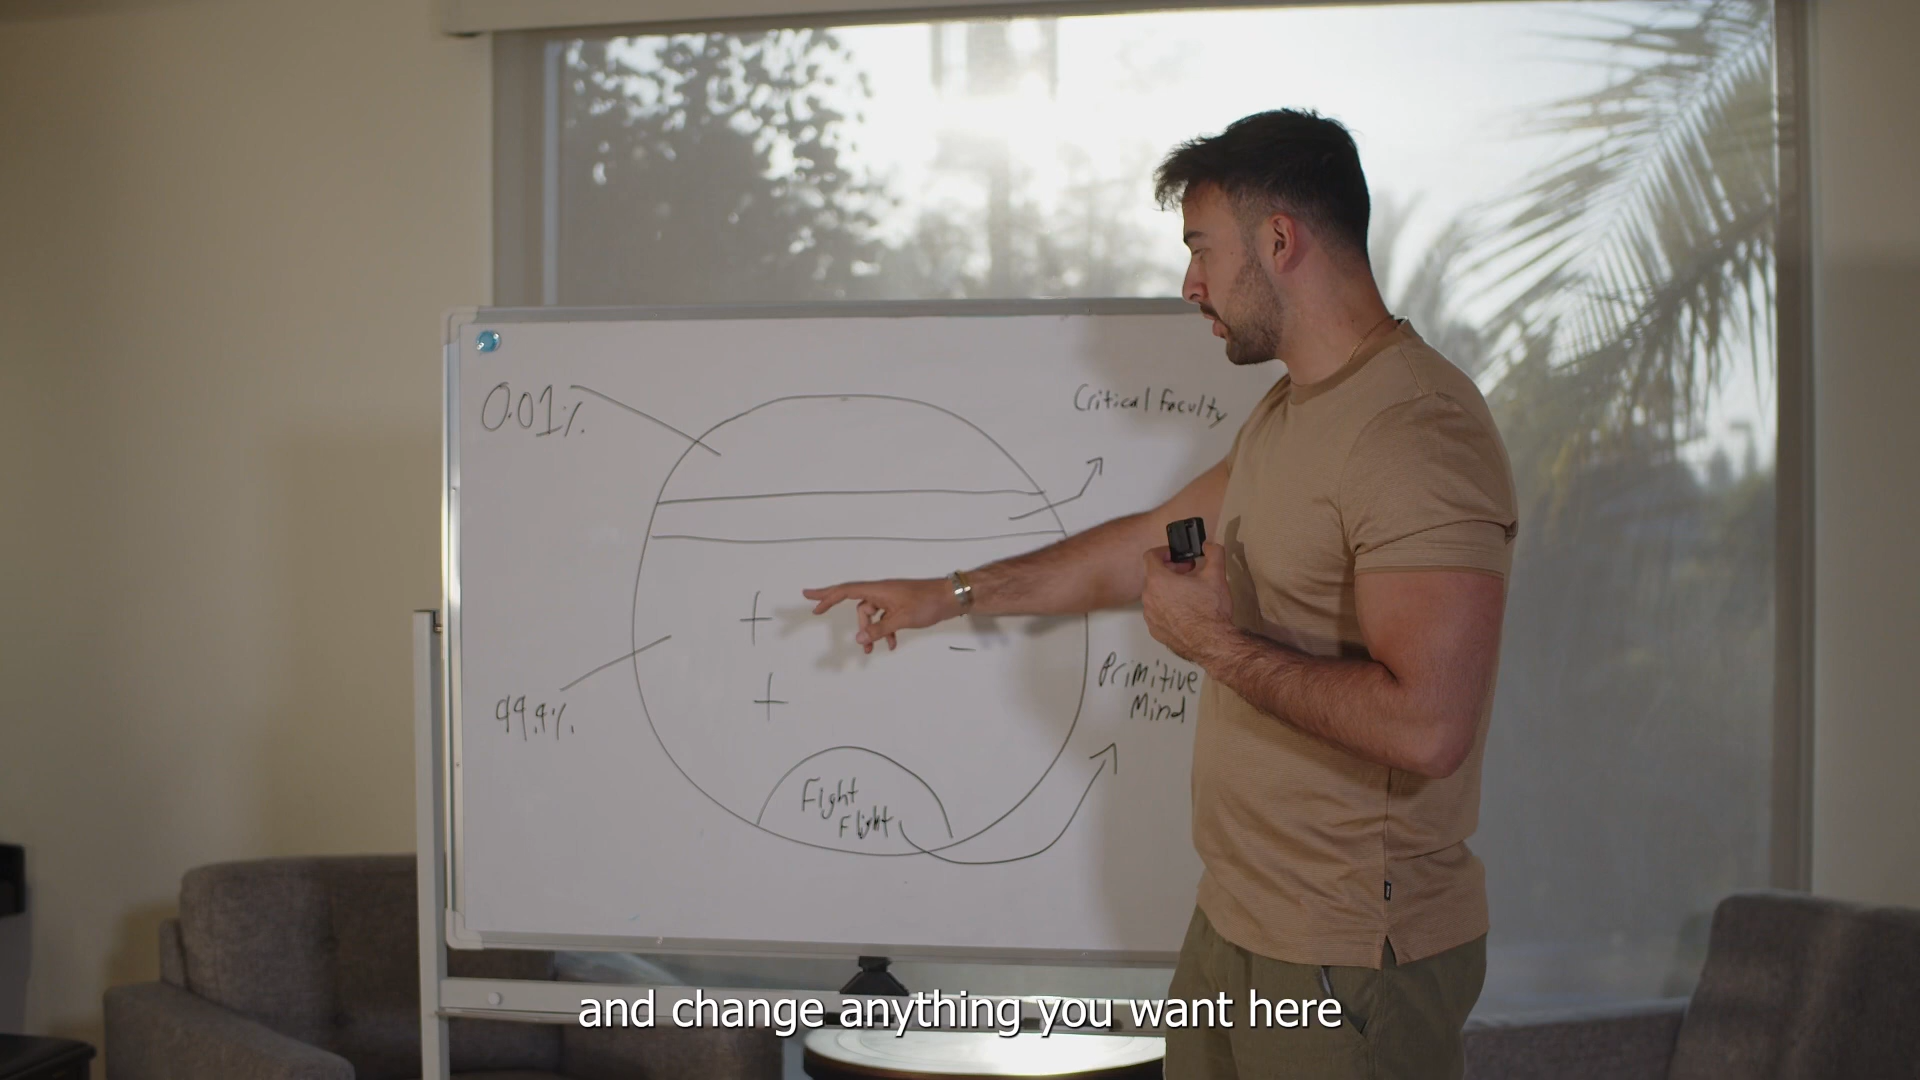 0.01%
Critical Faculty
+
-
+
Primitive
Mind
99.9%
Fight
Flight
and change anything you want here